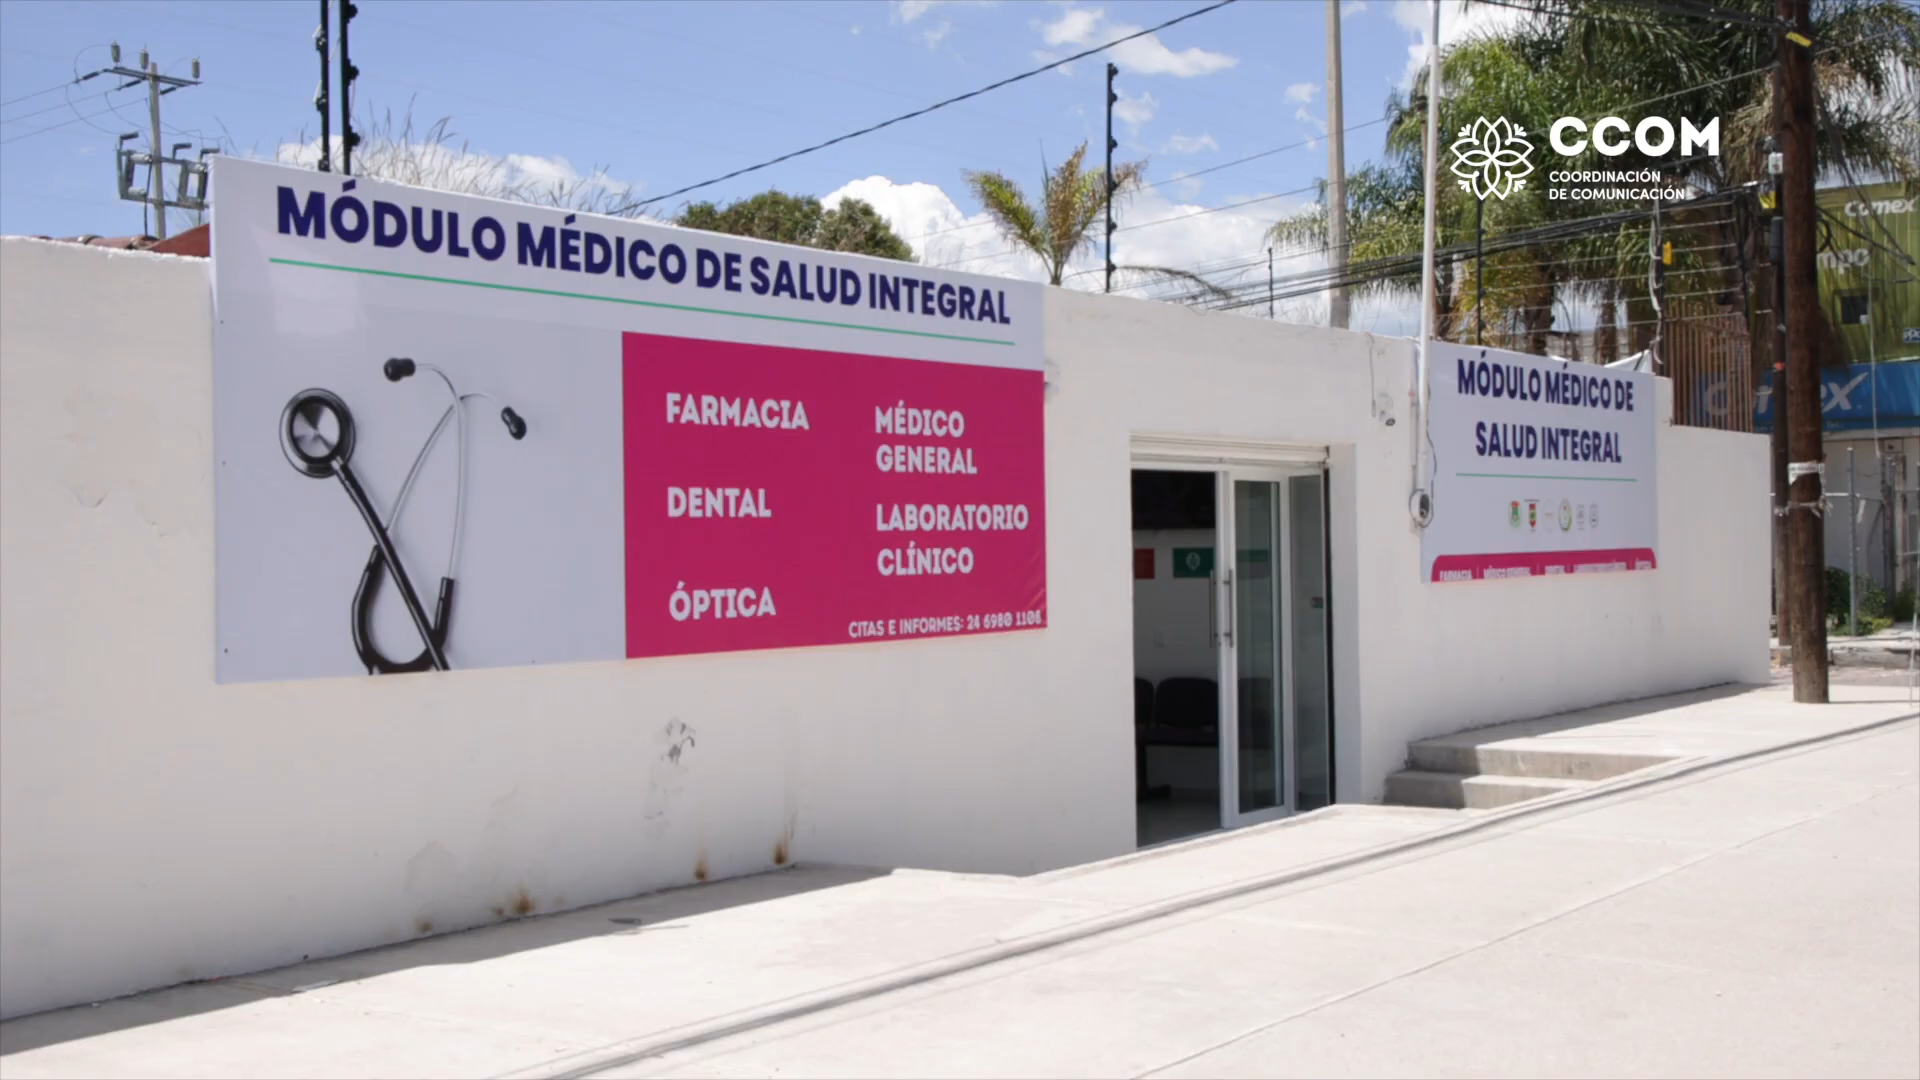 MÓDULO MÉDICO DE SALUD INTEGRAL
FARMACIA
DENTAL
ÓPTICA
MÉDICO
GENERAL
LABORATORIO
CLÍNICO
CITAS E INFORMES: 24 6980 1106
MÓDULO MÉDICO DE
SALUD INTEGRAL
FARMACIA
CCOM
COORDINACIÓN
DE COMUNICACIÓN
comex